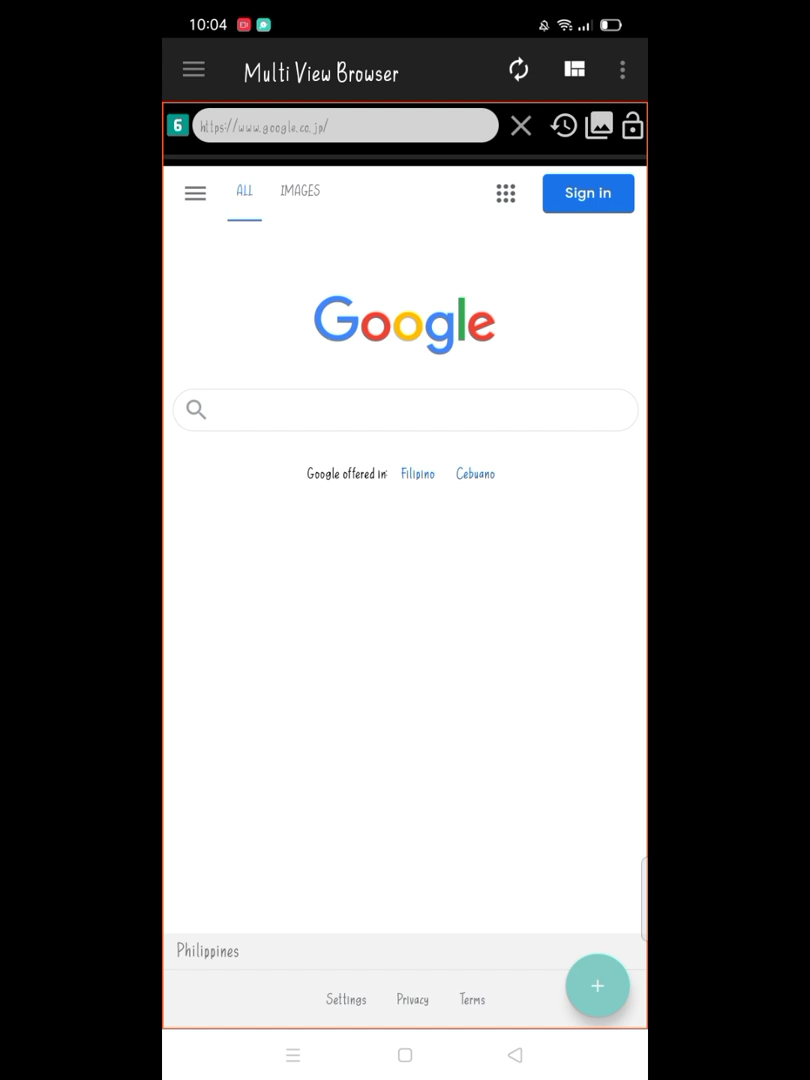 10:04
Multi View Browser
6 https://www.google.co.jp/
ALL IMAGES Sign in
Google
Google offered in: Filipino Cebuano
Philippines
Settings Privacy Terms